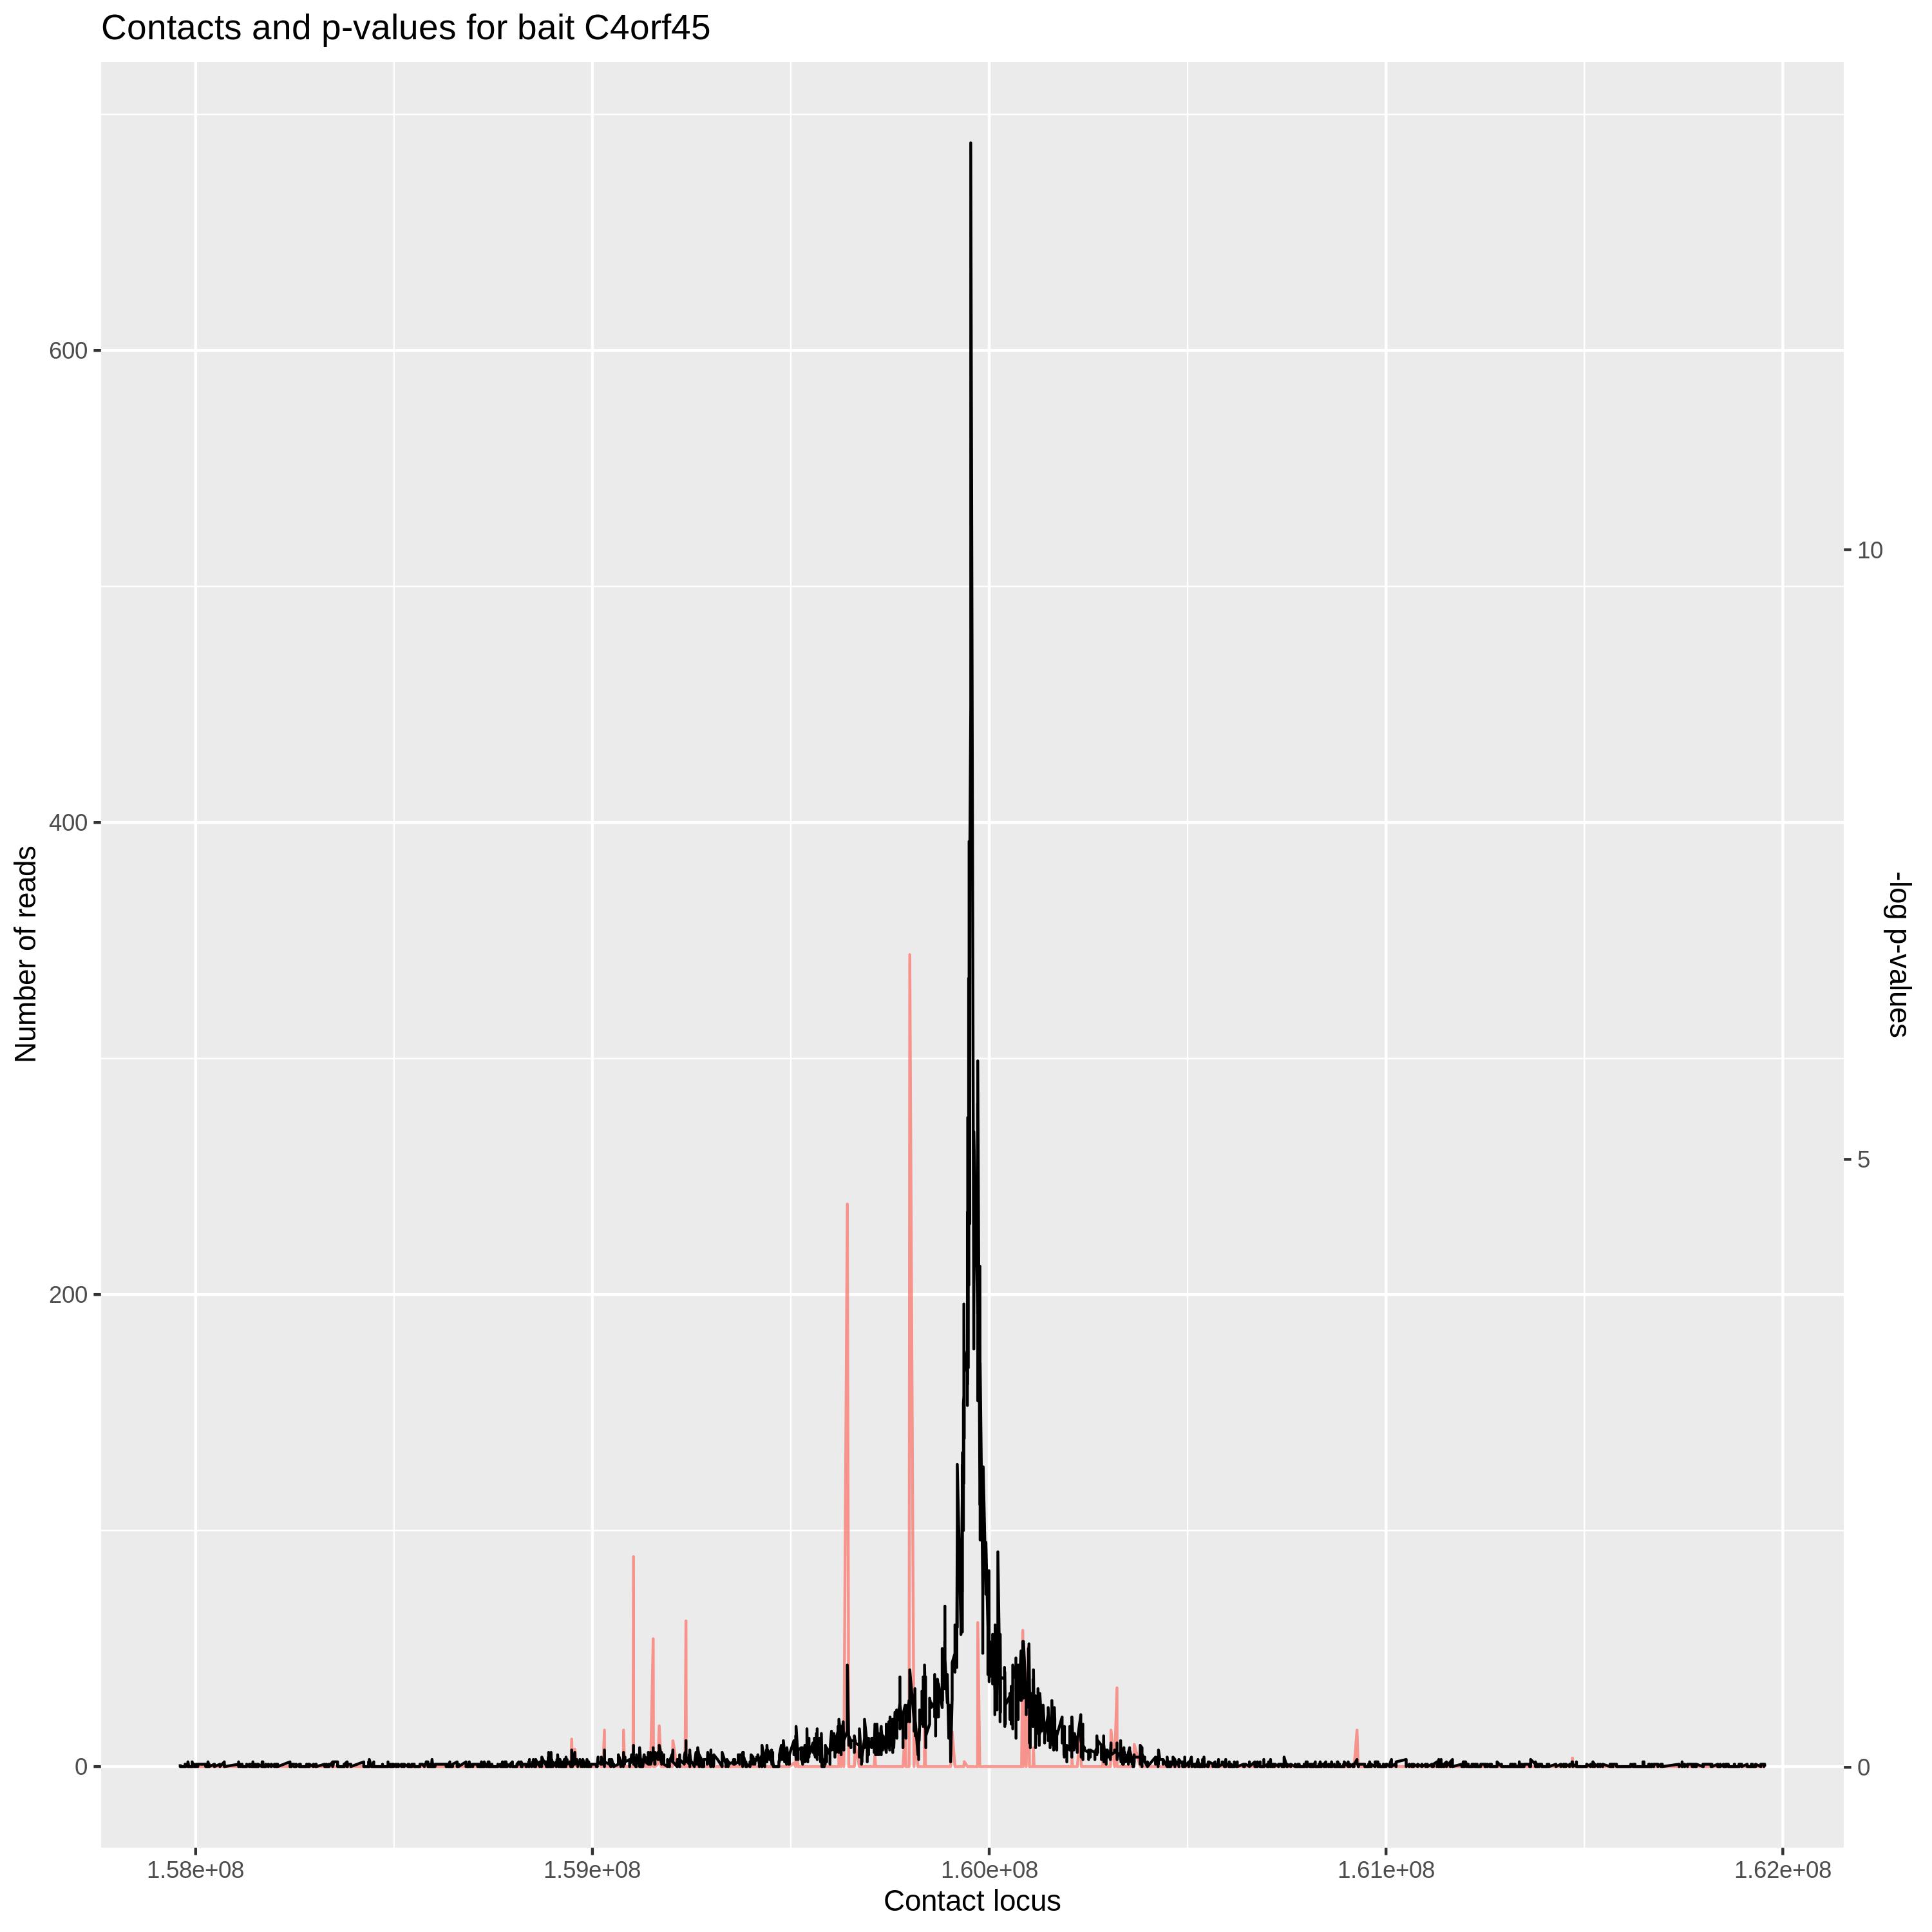 Contacts and p-values for bait C4orf45
Number of reads
600
400
200
0
-log p-values
10
5
0
1.58e+08
1.59e+08
1.60e+08
1.61e+08
1.62e+08
Contact locus